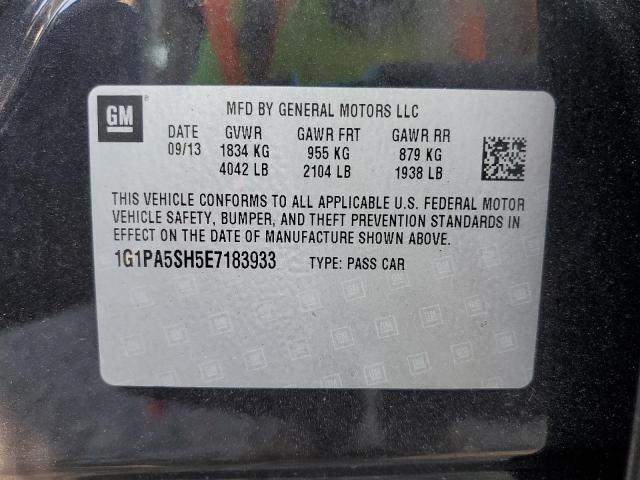 GM
MFD BY GENERAL MOTORS LLC
DATE GVWR GAWR FRT GAWR RR
09/13 1834 KG 955 KG 879 KG
4042 LB 2104 LB 1938 LB
THIS VEHICLE CONFORMS TO ALL APPLICABLE U.S. FEDERAL MOTOR
VEHICLE SAFETY, BUMPER, AND THEFT PREVENTION STANDARDS IN
EFFECT ON THE DATE OF MANUFACTURE SHOWN ABOVE.
1G1PA5SH5E7183933 TYPE: PASS CAR